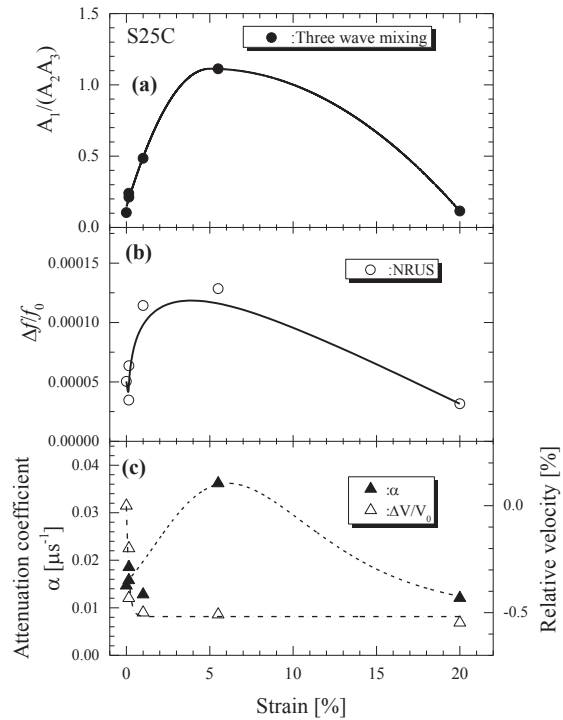 S25C
:Three wave mixing
(a)
A₁/(A₂A₃)
1.5
1.0
0.5
0.0
(b)
:NRUS
Δf/f₀
0.00015
0.00010
0.00005
0.00000
(c)
:α
:ΔV/V₀
Attenuation coefficient
α [μs⁻¹]
0.04
0.03
0.02
0.01
0.00
Relative velocity [%]
0.0
-0.5
0 5 10 15 20
Strain [%]